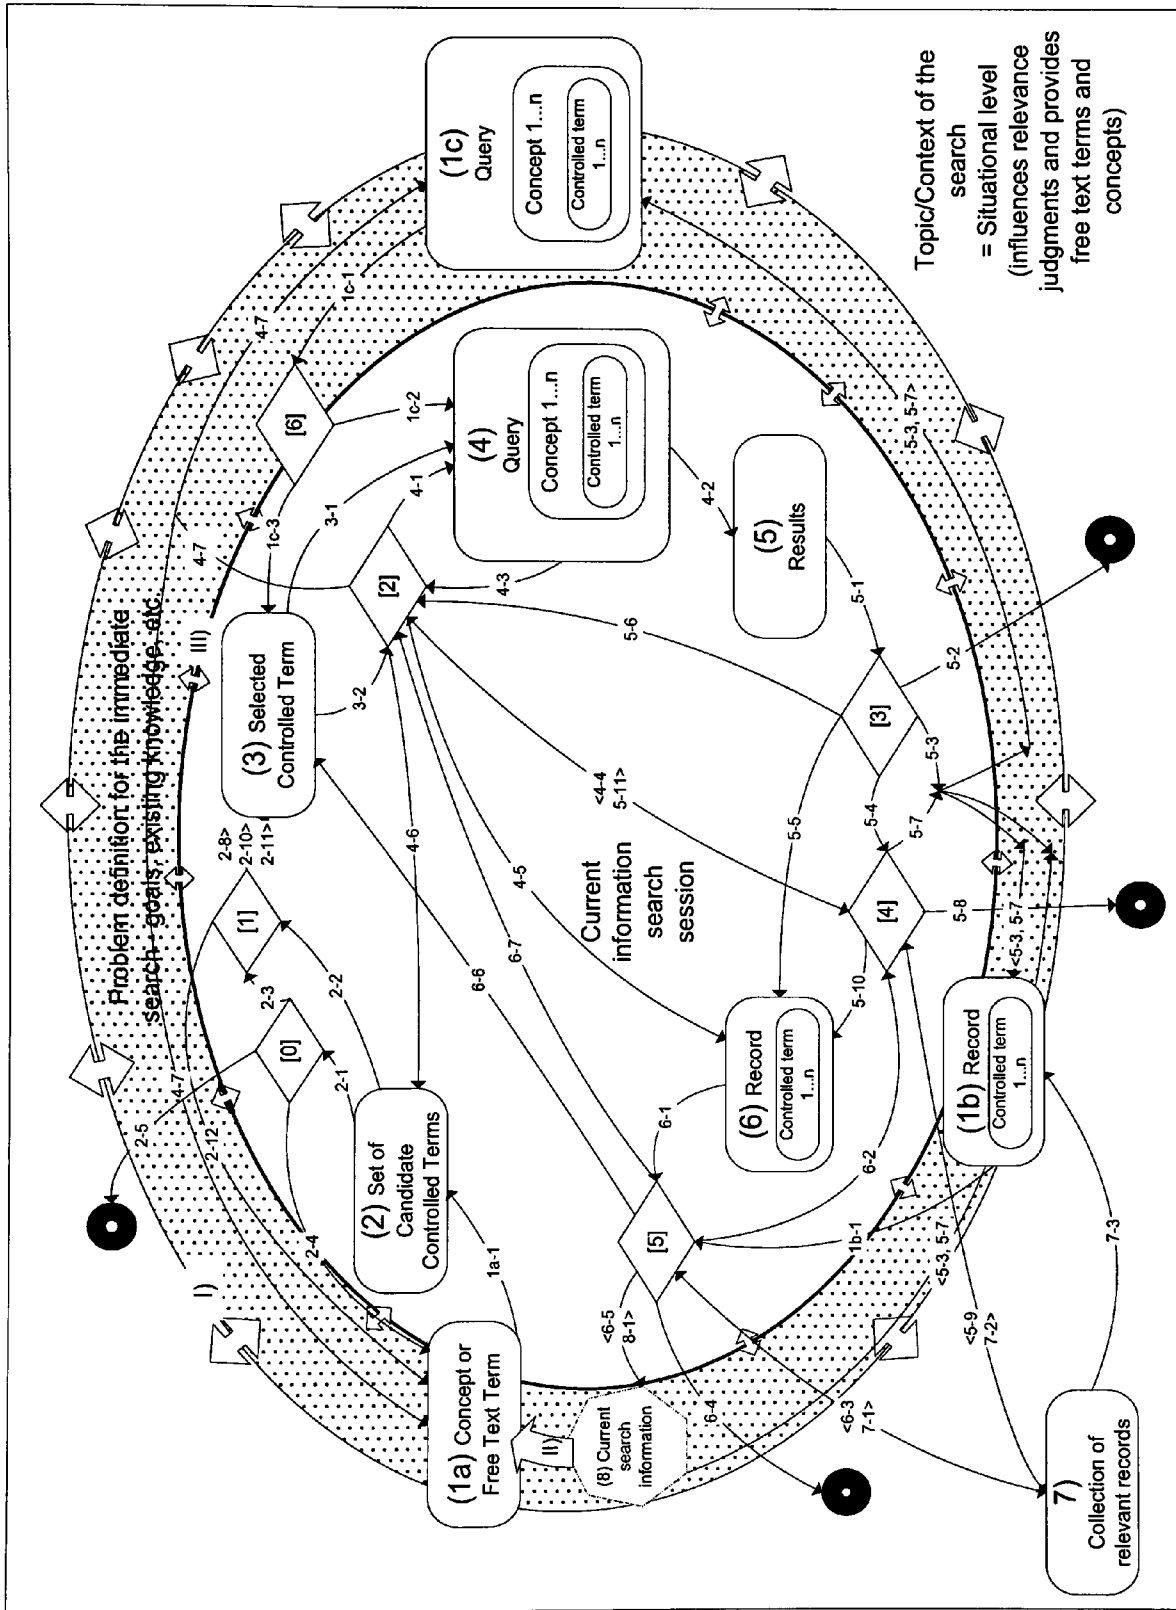 Problem definition for the immediate
search - goals, existing knowledge, etc.
I)
III)
4-7
4-7
4-7
2-5
2-12
2-4
2-3
2-1
2-2
[0]
[1]
2-8>
2-10>
2-11>
(1a) Concept or
Free Text Term
1a-1
(2) Set of
Candidate
Controlled Terms
(3) Selected
Controlled Term
1c-3
3-1
3-2
[6]
1c-1
1c-2
(1c)
Query
Concept 1...n
Controlled term
1...n
[2]
4-1
4-3
(4)
Query
Concept 1...n
Controlled term
1...n
4-2
(5)
Results
5-1
5-6
4-6
4-5
<4-4
5-11>
6-6
6-7
Current
information
search
session
[3]
5-2
5-3
5-4
5-5
5-7
[4]
5-8
5-10
<5-3, 5-7
5-3, 5-7>
(6) Record
Controlled term
1...n
6-1
6-2
[5]
1b-1
<6-5
8-1>
6-4
II)
(8) Current
search
information
(1b) Record
Controlled term
1...n
<5-3, 5-7
<5-9
7-2>
<6-3
7-1>
7-3
7)
Collection of
relevant records
Topic/Context of the
search
= Situational level
(influences relevance
judgments and provides
free text terms and
concepts)